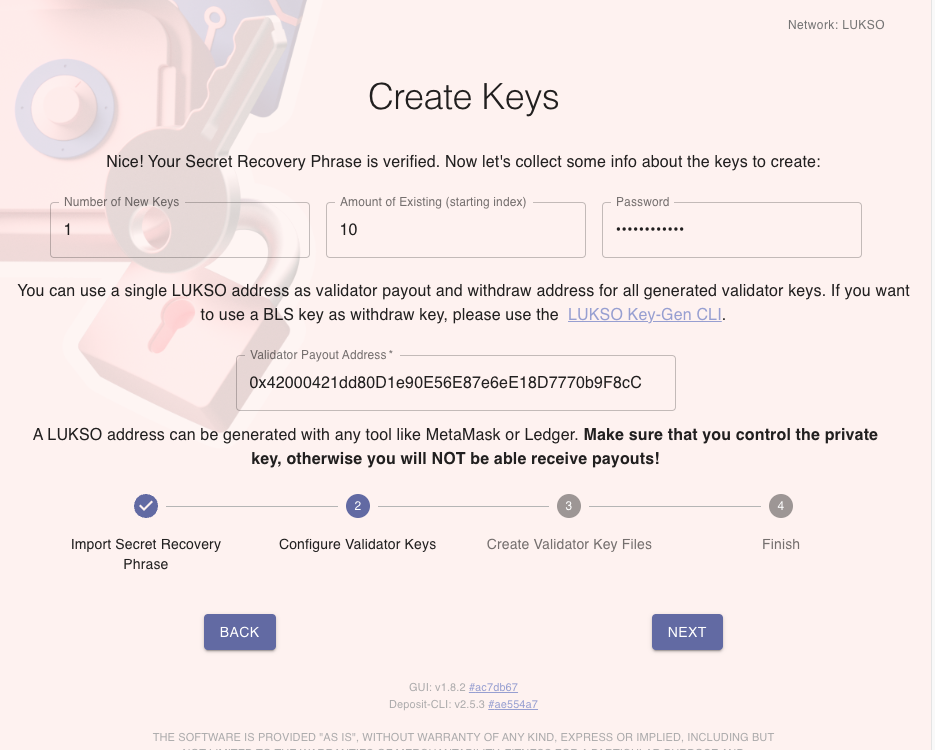 Network: LUKSO
Create Keys
Nice! Your Secret Recovery Phrase is verified. Now let's collect some info about the keys to create:
Number of New Keys
1
Amount of Existing (starting index)
10
Password
••••••••••••
You can use a single LUKSO address as validator payout and withdraw address for all generated validator keys. If you want
to use a BLS key as withdraw key, please use the LUKSO Key-Gen CLI.
Validator Payout Address *
0x42000421dd80D1e90E56E87e6eE18D7770b9F8cC
A LUKSO address can be generated with any tool like MetaMask or Ledger. Make sure that you control the private
key, otherwise you will NOT be able receive payouts!
2
3
4
Import Secret Recovery
Phrase
Configure Validator Keys
Create Validator Key Files
Finish
BACK
NEXT
GUI: v1.8.2 #ac7db67
Deposit-CLI: v2.5.3 #ae554a7
THE SOFTWARE IS PROVIDED "AS IS", WITHOUT WARRANTY OF ANY KIND, EXPRESS OR IMPLIED, INCLUDING BUT